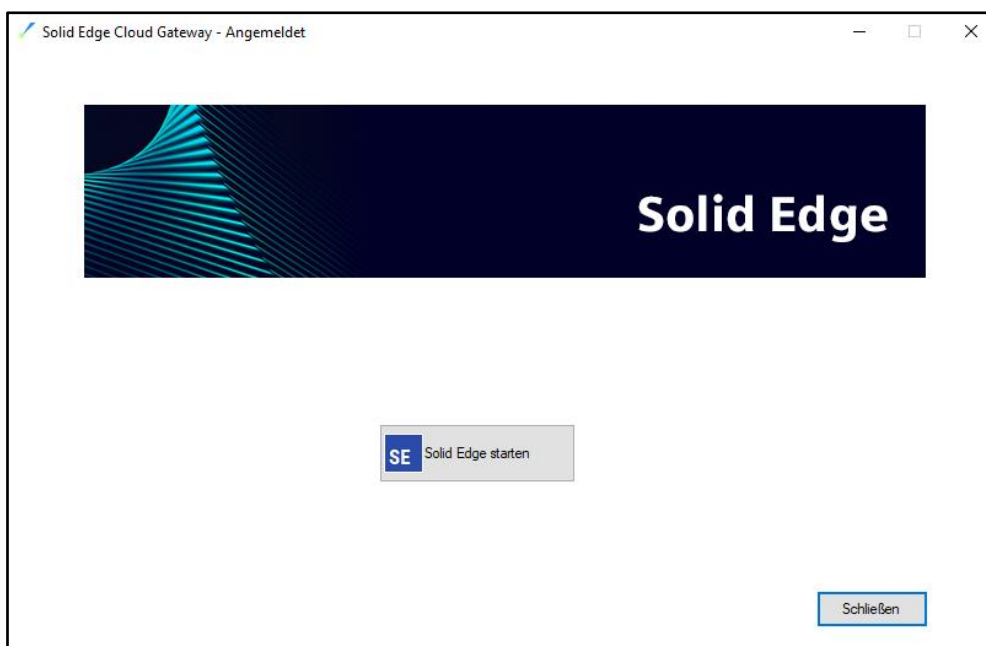 Solid Edge Cloud Gateway - Angemeldet
Solid Edge
SE Solid Edge starten
Schließen